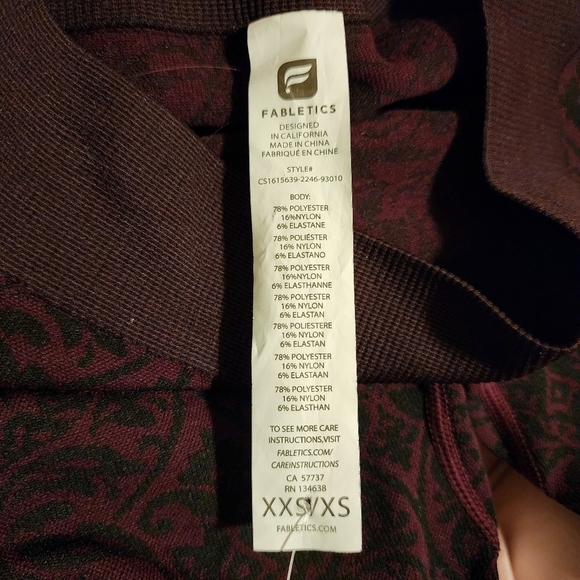 FABLETICS
DESIGNED
IN CALIFORNIA
MADE IN CHINA
FABRIQUÉ EN CHINE
STYLE#
CS1615639-2246-93010
BODY:
78% POLYESTER
16%NYLON
6% ELASTANE
78% POLIÉSTER
16% NYLON
6% ELASTANO
78% POLYESTER
16%NYLON
6% ELASTHANNE
78% POLYESTER
16% NYLON
6% ELASTAN
78% POLIESTERE
16% NYLON
6% ELASTAN
78% POLYESTER
16% NYLON
6% ELASTAAN
78% POLYESTER
16% NYLON
6% ELASTHAN
TO SEE MORE CARE
INSTRUCTIONS,VISIT
FABLETICS.COM/
CAREINSTRUCTIONS
CA 57737
RN 134638
XXS/XS
FABLETICS.COM